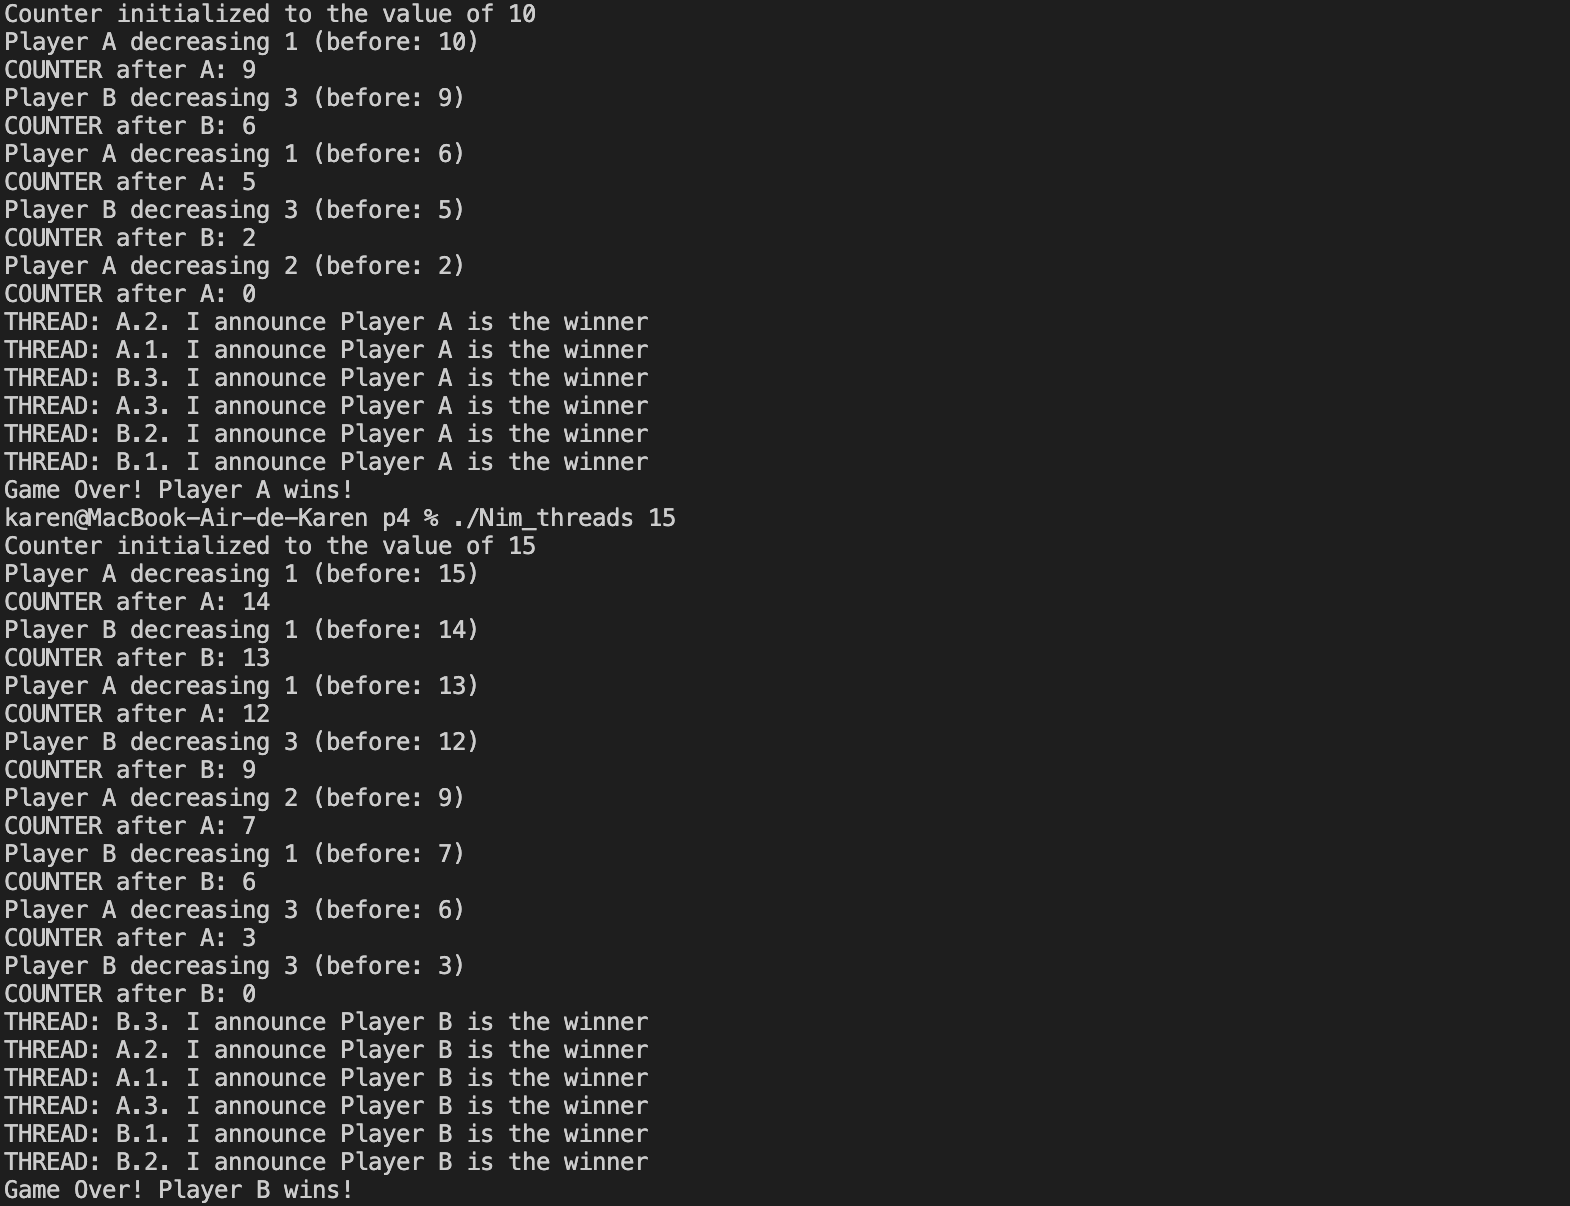 Counter initialized to the value of 10
Player A decreasing 1 (before: 10)
COUNTER after A: 9
Player B decreasing 3 (before: 9)
COUNTER after B: 6
Player A decreasing 1 (before: 6)
COUNTER after A: 5
Player B decreasing 3 (before: 5)
COUNTER after B: 2
Player A decreasing 2 (before: 2)
COUNTER after A: 0
THREAD: A.2. I announce Player A is the winner
THREAD: A.1. I announce Player A is the winner
THREAD: B.3. I announce Player A is the winner
THREAD: A.3. I announce Player A is the winner
THREAD: B.2. I announce Player A is the winner
THREAD: B.1. I announce Player A is the winner
Game Over! Player A wins!
karen@MacBook-Air-de-Karen p4 % ./Nim_threads 15
Counter initialized to the value of 15
Player A decreasing 1 (before: 15)
COUNTER after A: 14
Player B decreasing 1 (before: 14)
COUNTER after B: 13
Player A decreasing 1 (before: 13)
COUNTER after A: 12
Player B decreasing 3 (before: 12)
COUNTER after B: 9
Player A decreasing 2 (before: 9)
COUNTER after A: 7
Player B decreasing 1 (before: 7)
COUNTER after B: 6
Player A decreasing 3 (before: 6)
COUNTER after A: 3
Player B decreasing 3 (before: 3)
COUNTER after B: 0
THREAD: B.3. I announce Player B is the winner
THREAD: A.2. I announce Player B is the winner
THREAD: A.1. I announce Player B is the winner
THREAD: A.3. I announce Player B is the winner
THREAD: B.1. I announce Player B is the winner
THREAD: B.2. I announce Player B is the winner
Game Over! Player B wins!